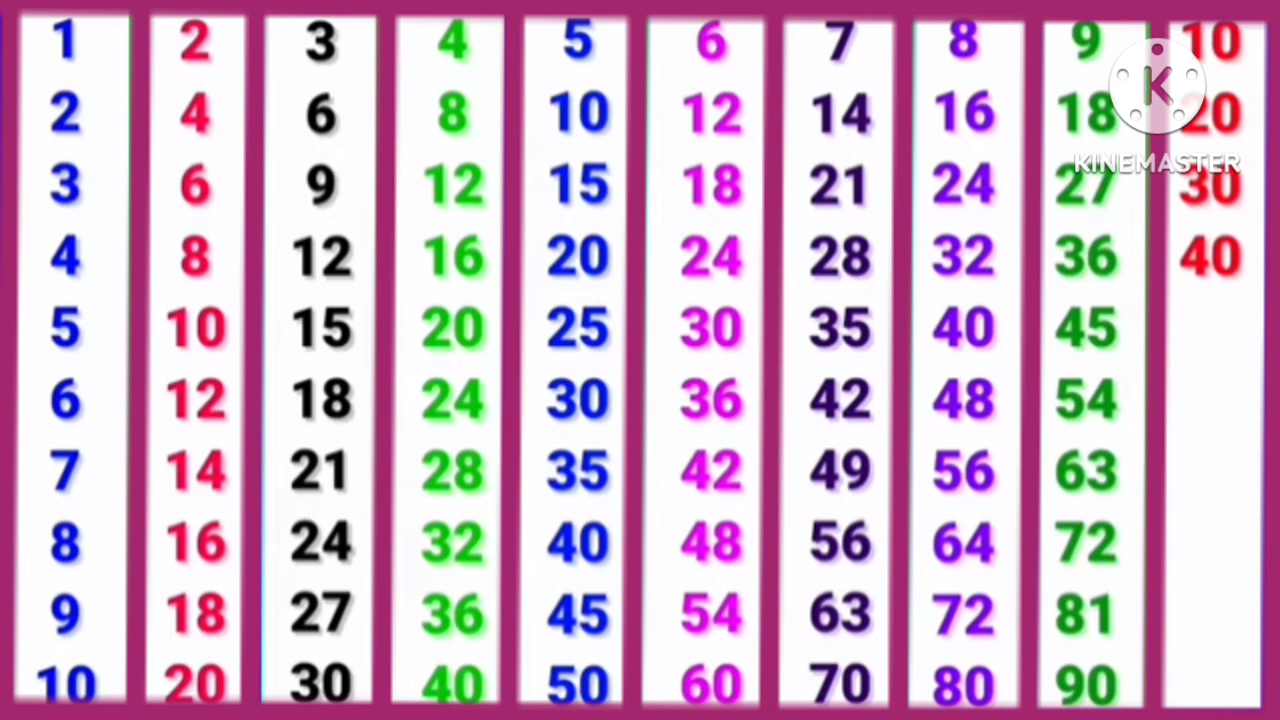 1 2 3 4 5 6 7 8 9 10
2 4 6 8 10 12 14 16 18 20
3 6 9 12 15 18 21 24 27 30
4 8 12 16 20 24 28 32 36 40
5 10 15 20 25 30 35 40 45
6 12 18 24 30 36 42 48 54
7 14 21 28 35 42 49 56 63
8 16 24 32 40 48 56 64 72
9 18 27 36 45 54 63 72 81
10 20 30 40 50 60 70 80 90
K
KINEMASTER